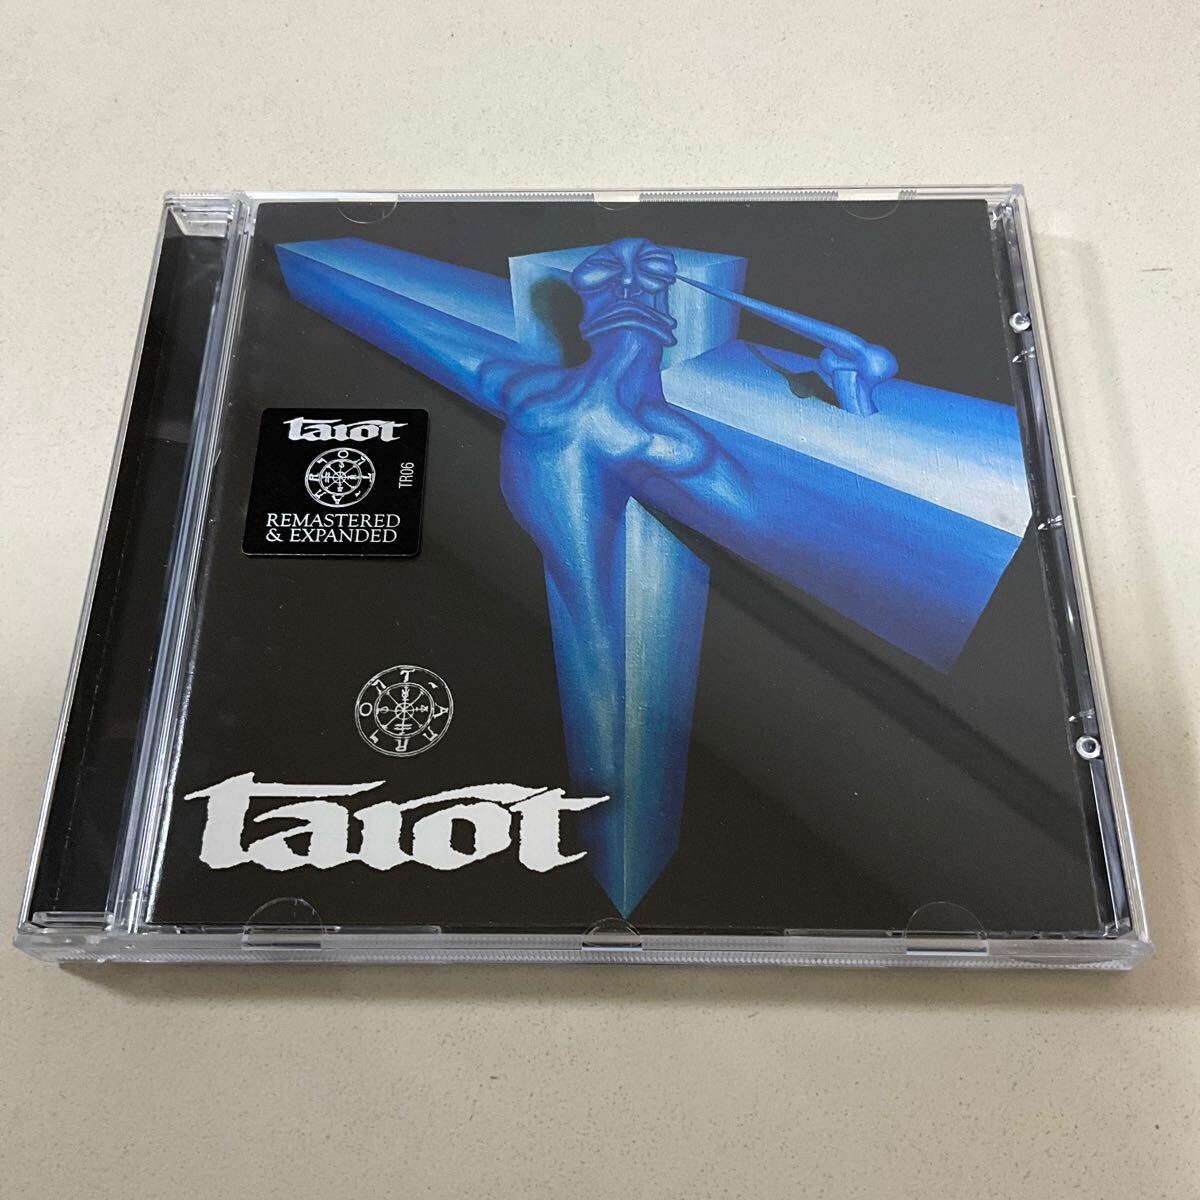 tarot
TR06
REMASTERED
& EXPANDED
tarot